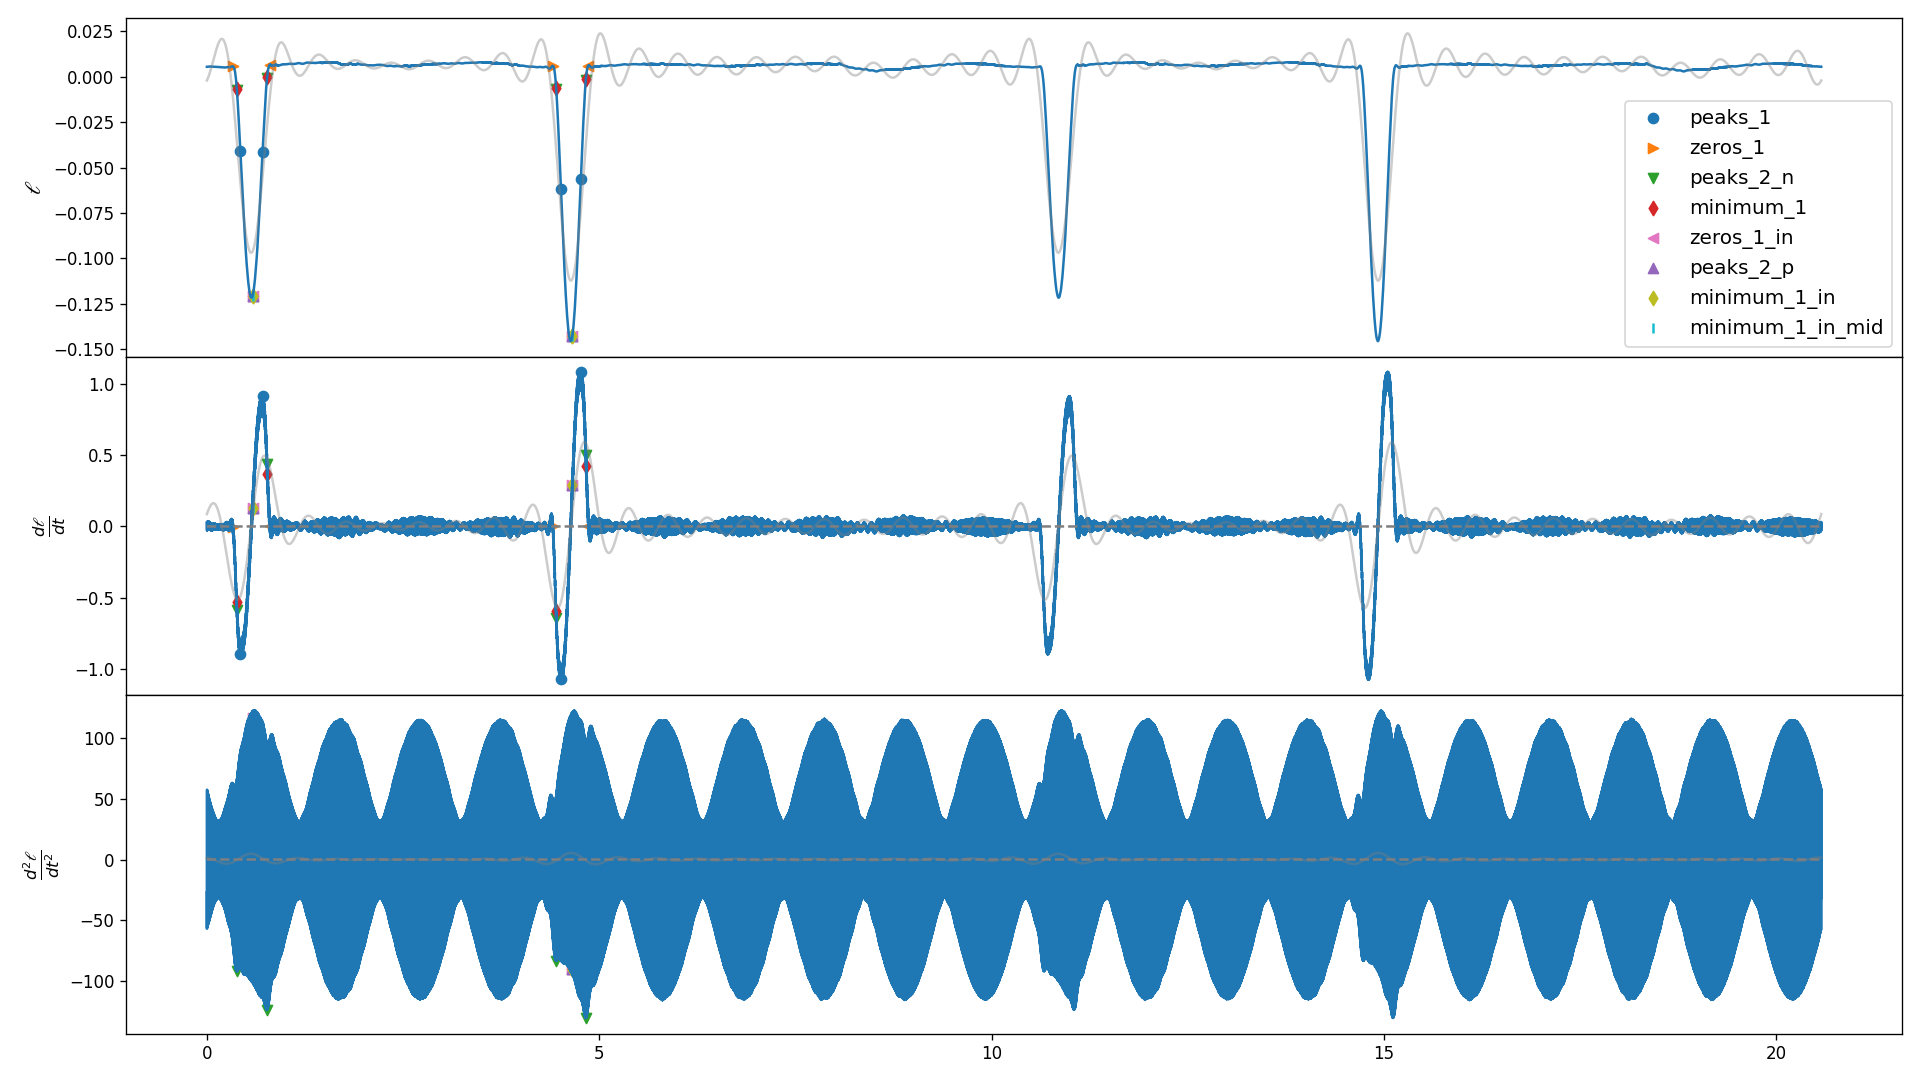 0.025
0.000
−0.025
−0.050
−0.075
−0.100
−0.125
−0.150
ℓ
peaks_1
zeros_1
peaks_2_n
minimum_1
zeros_1_in
peaks_2_p
minimum_1_in
minimum_1_in_mid
1.0
0.5
0.0
−0.5
−1.0
dℓ
dt
100
50
0
−50
−100
d²ℓ
dt²
0 5 10 15 20